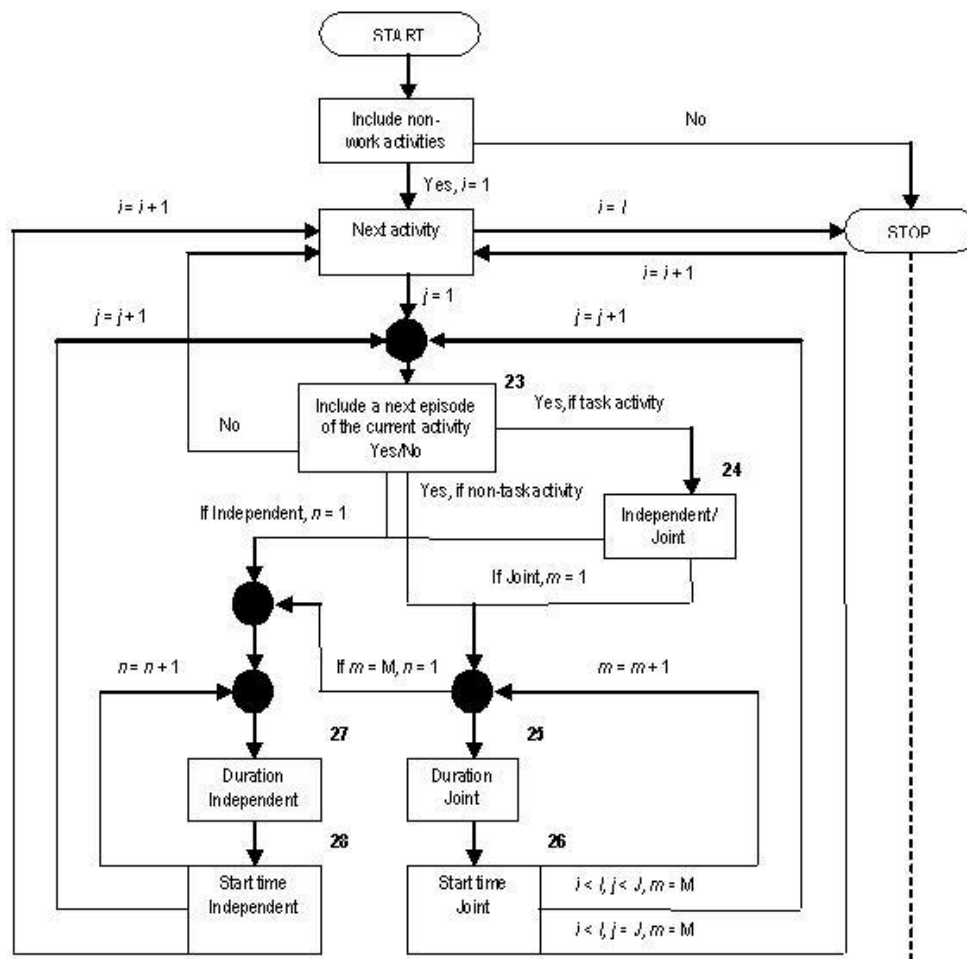 START
Include non-
work activities
No
Yes, i = 1
i = i + 1
Next activity
i = I
STOP
i = i + 1
j = 1
j = j + 1
j = j + 1
23
Include a next episode
of the current activity
Yes/No
Yes, if task activity
No
24
Yes, if non-task activity
Independent/
Joint
If Independent, n = 1
If Joint, m = 1
n = n + 1
If m = M, n = 1
m = m + 1
27
25
Duration
Independent
Duration
Joint
28
26
Start time
Independent
Start time
Joint
i < I, j < J, m = M
i < I, j = J, m = M